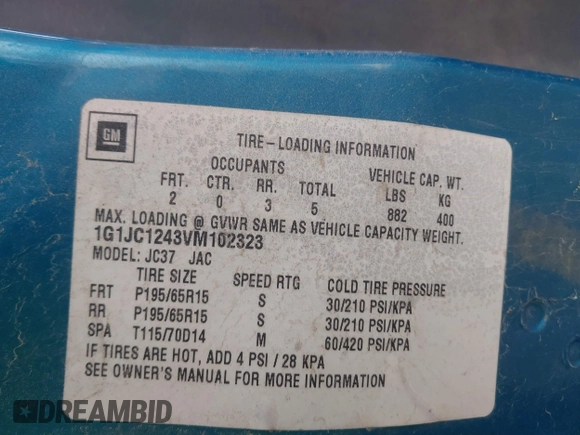 GM
TIRE-LOADING INFORMATION
OCCUPANTS VEHICLE CAP. WT.
FRT. CTR. RR. TOTAL LBS KG
2 0 3 5 882 400
MAX. LOADING @ GVWR SAME AS VEHICLE CAPACITY WEIGHT
1G1JC1243VM102323
MODEL: JC37 JAC
TIRE SIZE SPEED RTG COLD TIRE PRESSURE
FRT P195/65R15 S 30/210 PSI/KPA
RR P195/65R15 S 30/210 PSI/KPA
SPA T115/70D14 M 60/420 PSI/KPA
IF TIRES ARE HOT, ADD 4 PSI / 28 KPA
SEE OWNER'S MANUAL FOR MORE INFORMATION
DREAMBID